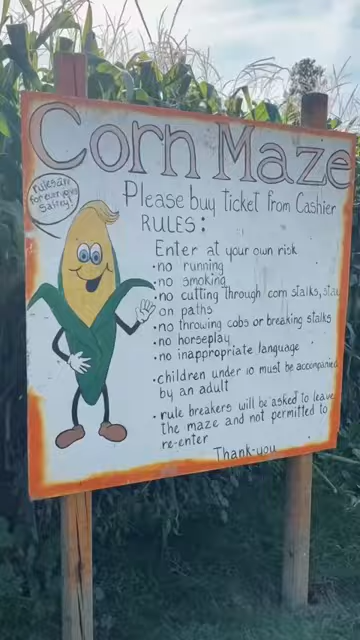 Corn Maze
rules are
for everyone's
safety!
Please buy ticket from Cashier
RULES:
Enter at your own risk
•no running
•no smoking
•no cutting through corn stalks, stay
on paths
•no throwing cobs or breaking stalks
•no horseplay
•no inappropriate language
•children under 10 must be accompanied
by an adult
•rule breakers will be asked to leave
the maze and not permitted to
re-enter
Thank-you